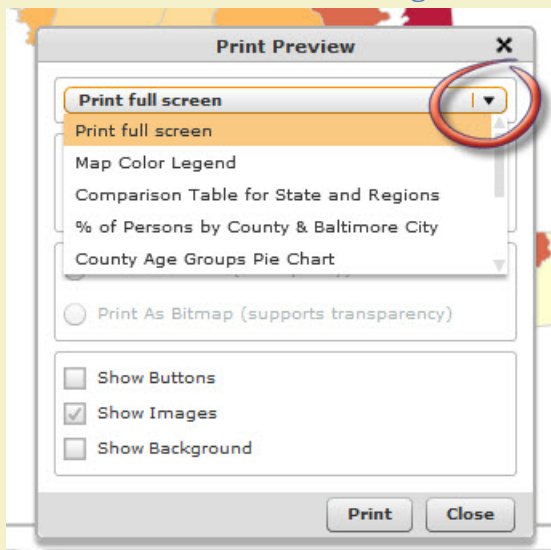 Print Preview
Print full screen
Print full screen
Map Color Legend
Comparison Table for State and Regions
% of Persons by County & Baltimore City
County Age Groups Pie Chart
Print As Bitmap (supports transparency)
Show Buttons
Show Images
Show Background
Print Close